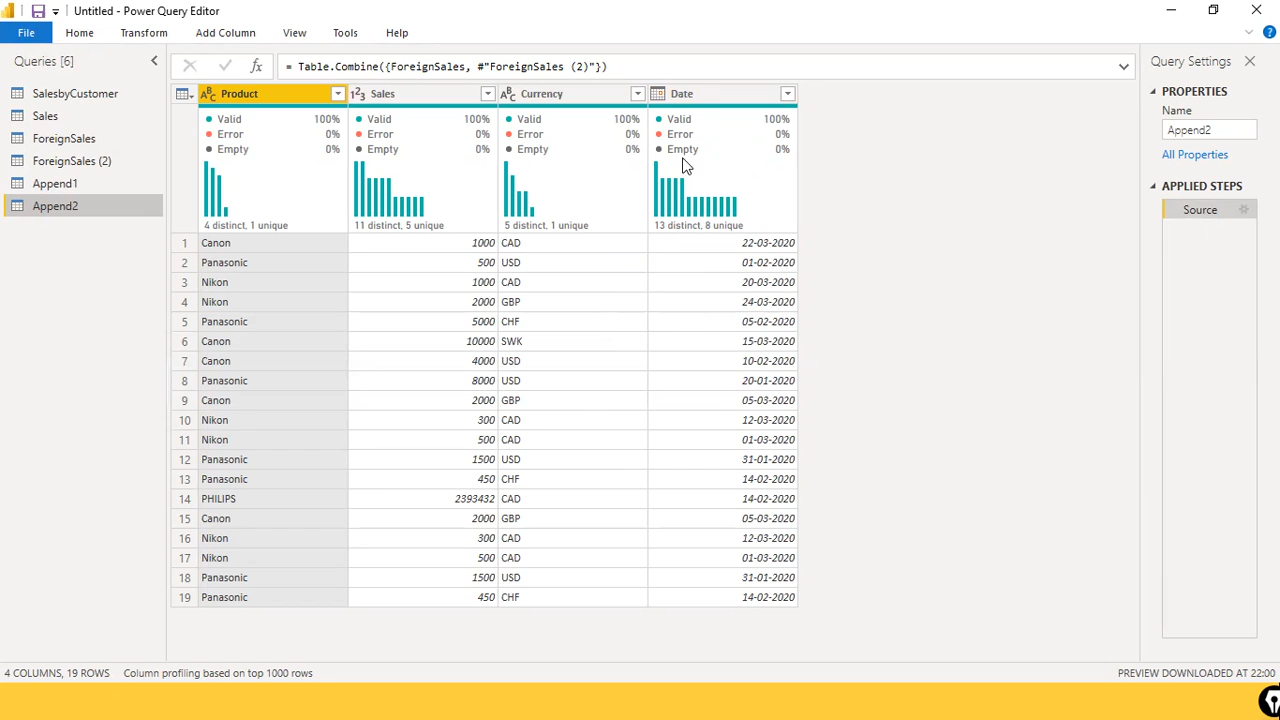 Untitled - Power Query Editor
File Home Transform Add Column View Tools Help
Queries [6]
SalesbyCustomer
Sales
ForeignSales
ForeignSales (2)
Append1
Append2
= Table.Combine({ForeignSales, #"ForeignSales (2)"})
Product Sales Currency Date
Valid 100% Valid 100% Valid 100% Valid 100%
Error 0% Error 0% Error 0% Error 0%
Empty 0% Empty 0% Empty 0% Empty 0%
4 distinct, 1 unique 11 distinct, 5 unique 5 distinct, 1 unique 13 distinct, 8 unique
1 Canon 1000 CAD 22-03-2020
2 Panasonic 500 USD 01-02-2020
3 Nikon 1000 CAD 20-03-2020
4 Nikon 2000 GBP 24-03-2020
5 Panasonic 5000 CHF 05-02-2020
6 Canon 10000 SWK 15-03-2020
7 Canon 4000 USD 10-02-2020
8 Panasonic 8000 USD 20-01-2020
9 Canon 2000 GBP 05-03-2020
10 Nikon 300 CAD 12-03-2020
11 Nikon 500 CAD 01-03-2020
12 Panasonic 1500 USD 31-01-2020
13 Panasonic 450 CHF 14-02-2020
14 PHILIPS 2393432 CAD 14-02-2020
15 Canon 2000 GBP 05-03-2020
16 Nikon 300 CAD 12-03-2020
17 Nikon 500 CAD 01-03-2020
18 Panasonic 1500 USD 31-01-2020
19 Panasonic 450 CHF 14-02-2020
Query Settings
PROPERTIES
Name
Append2
All Properties
APPLIED STEPS
Source
4 COLUMNS, 19 ROWS Column profiling based on top 1000 rows
PREVIEW DOWNLOADED AT 22:00